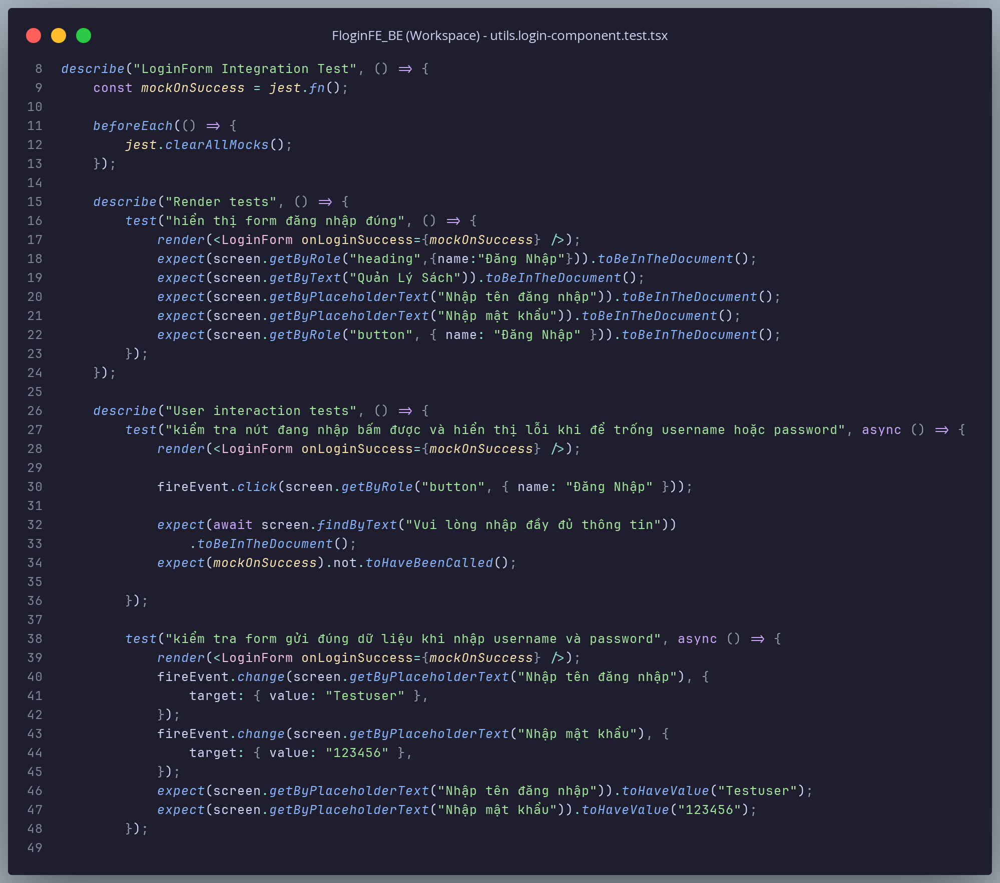 FloginFE_BE (Workspace) - utils.login-component.test.tsx
8 describe("LoginForm Integration Test", () => {
9     const mockOnSuccess = jest.fn();
10
11     beforeEach(() => {
12         jest.clearAllMocks();
13     });
14
15     describe("Render tests", () => {
16         test("hiển thị form đăng nhập đúng", () => {
17             render(<LoginForm onLoginSuccess={mockOnSuccess} />);
18             expect(screen.getByRole("heading",{name:"Đăng Nhập"})).toBeInTheDocument();
19             expect(screen.getByText("Quản Lý Sách")).toBeInTheDocument();
20             expect(screen.getByPlaceholderText("Nhập tên đăng nhập")).toBeInTheDocument();
21             expect(screen.getByPlaceholderText("Nhập mật khẩu")).toBeInTheDocument();
22             expect(screen.getByRole("button", { name: "Đăng Nhập" })).toBeInTheDocument();
23         });
24     });
25
26     describe("User interaction tests", () => {
27         test("kiểm tra nút đang nhập bấm được và hiển thị lỗi khi để trống username hoặc password", async () => {
28             render(<LoginForm onLoginSuccess={mockOnSuccess} />);
29
30             fireEvent.click(screen.getByRole("button", { name: "Đăng Nhập" }));
31
32             expect(await screen.findByText("Vui lòng nhập đầy đủ thông tin"))
33                 .toBeInTheDocument();
34             expect(mockOnSuccess).not.toHaveBeenCalled();
35
36         });
37
38         test("kiểm tra form gửi đúng dữ liệu khi nhập username và password", async () => {
39             render(<LoginForm onLoginSuccess={mockOnSuccess} />);
40             fireEvent.change(screen.getByPlaceholderText("Nhập tên đăng nhập"), {
41                 target: { value: "Testuser" },
42             });
43             fireEvent.change(screen.getByPlaceholderText("Nhập mật khẩu"), {
44                 target: { value: "123456" },
45             });
46             expect(screen.getByPlaceholderText("Nhập tên đăng nhập")).toHaveValue("Testuser");
47             expect(screen.getByPlaceholderText("Nhập mật khẩu")).toHaveValue("123456");
48         });
49